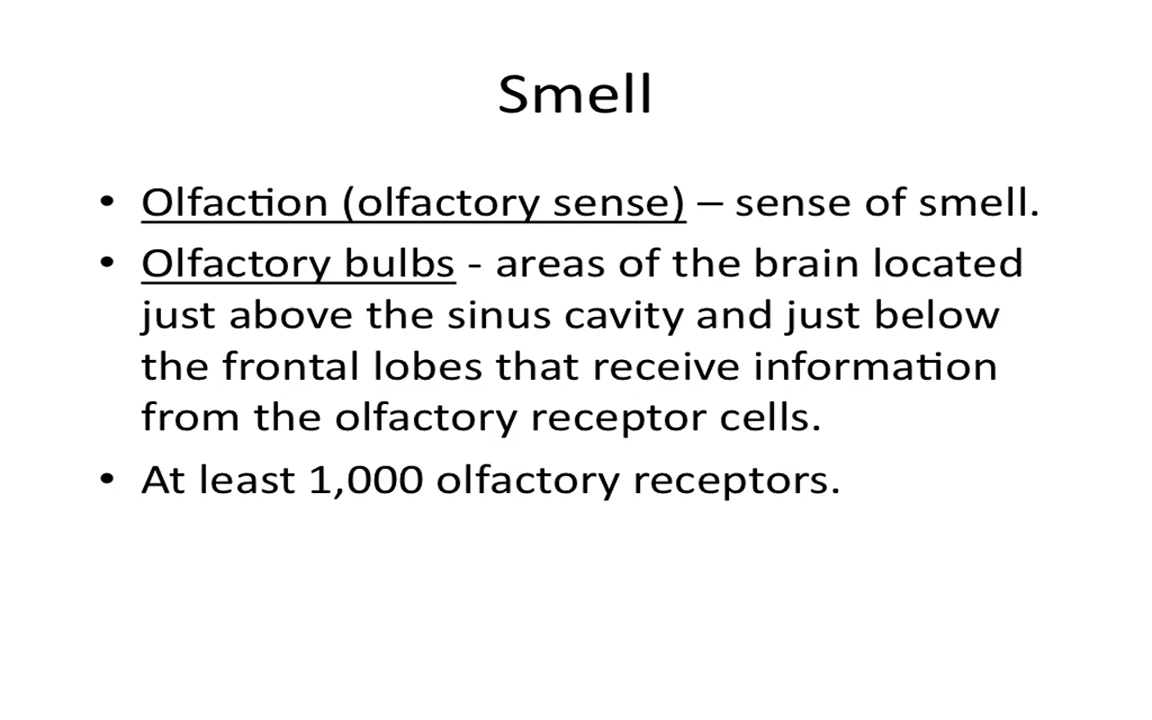 Smell
• Olfaction (olfactory sense) – sense of smell.
• Olfactory bulbs - areas of the brain located
just above the sinus cavity and just below
the frontal lobes that receive information
from the olfactory receptor cells.
• At least 1,000 olfactory receptors.